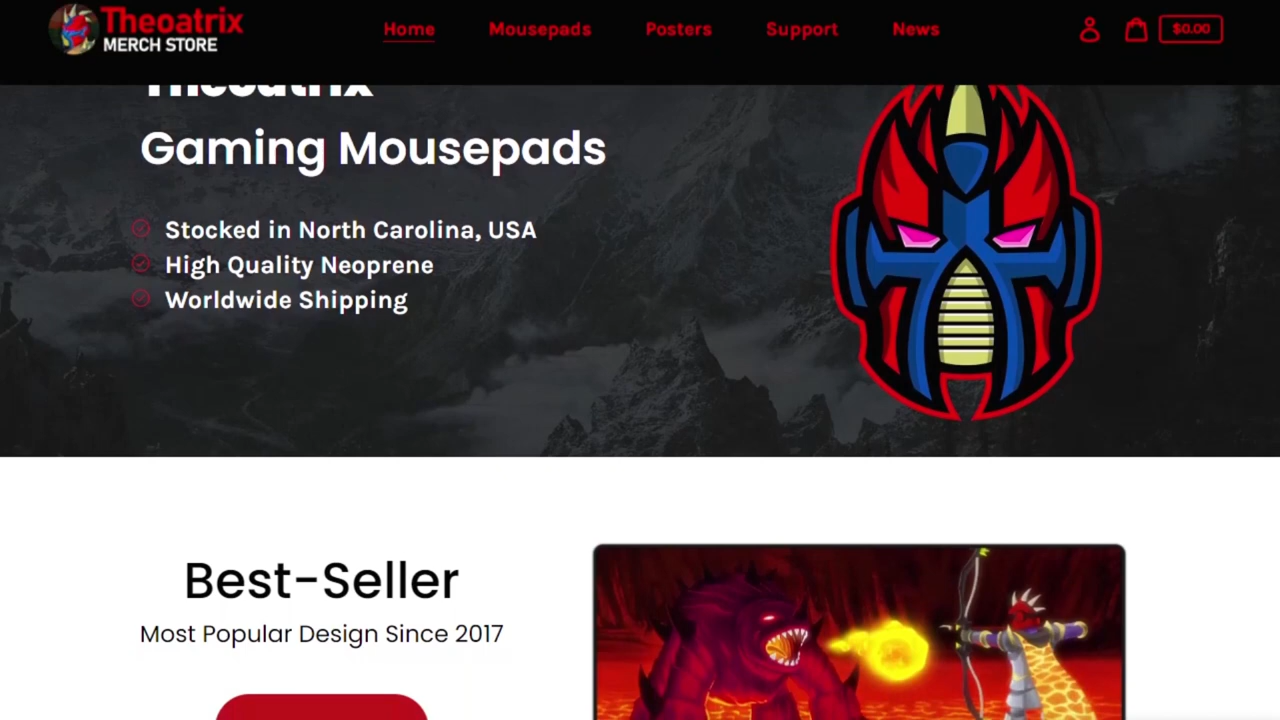 Theoatrix
MERCH STORE
Home
Mousepads
Posters
Support
News
$0.00
Theoatrix
Gaming Mousepads
Stocked in North Carolina, USA
High Quality Neoprene
Worldwide Shipping
Best-Seller
Most Popular Design Since 2017